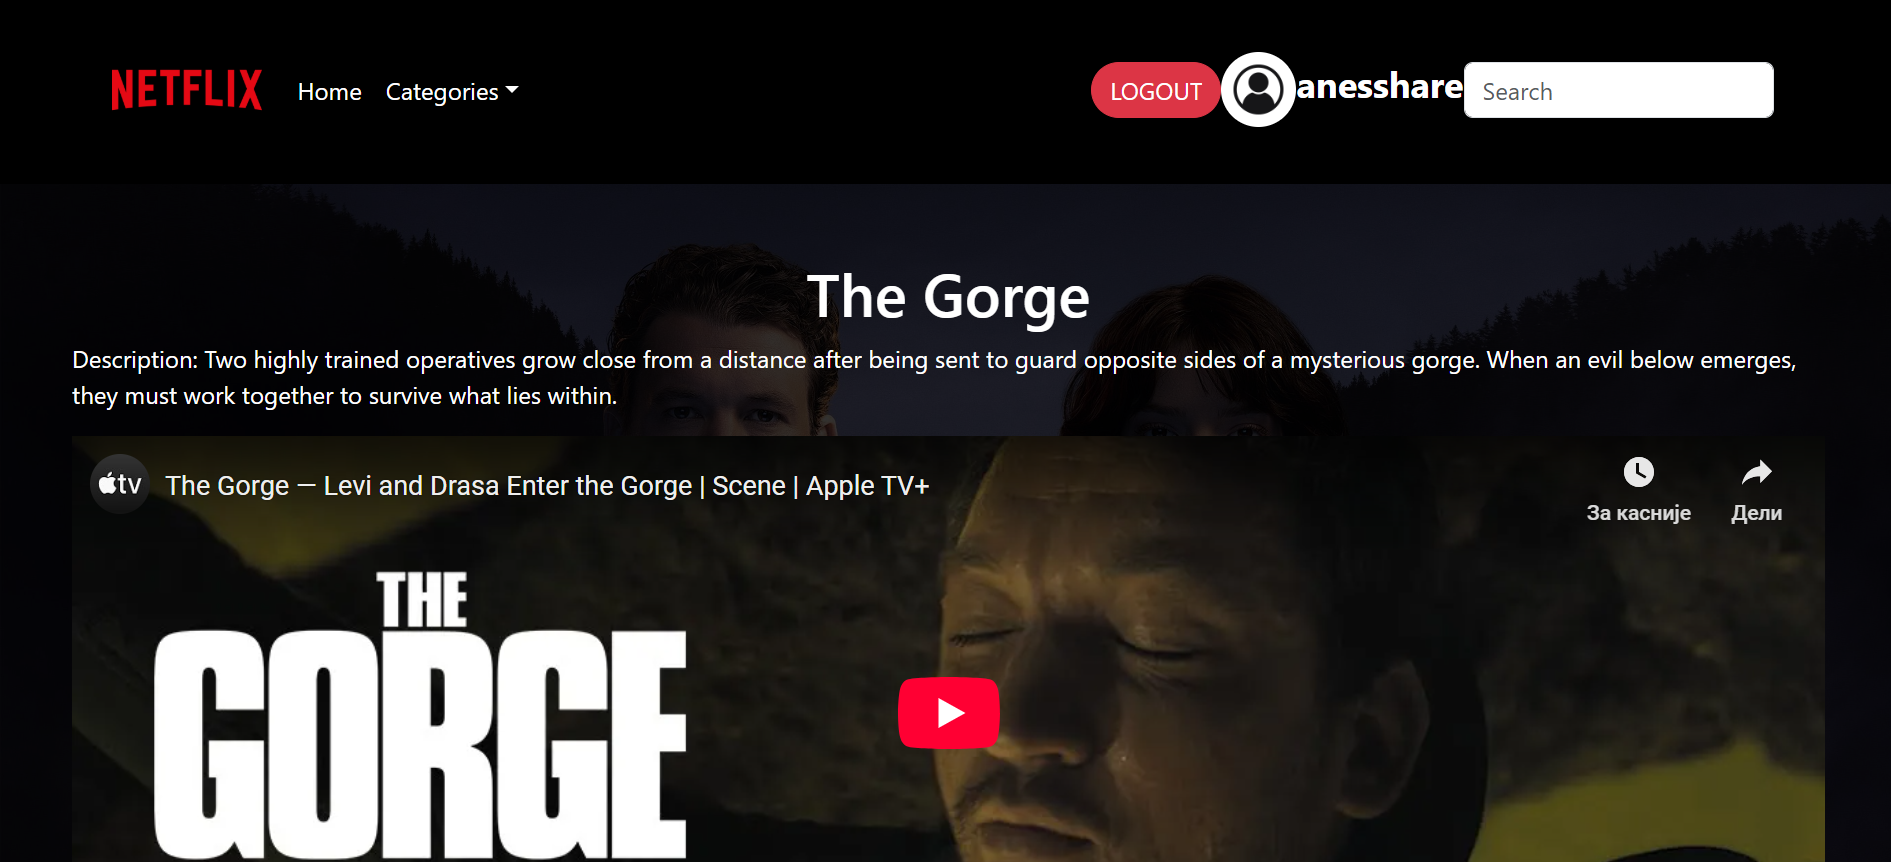 NETFLIX
Home
Categories
LOGOUT
anesshare
Search
The Gorge
Description: Two highly trained operatives grow close from a distance after being sent to guard opposite sides of a mysterious gorge. When an evil below emerges,
they must work together to survive what lies within.
tv
The Gorge — Levi and Drasa Enter the Gorge | Scene | Apple TV+
За касније
Дели
THE
GORGE